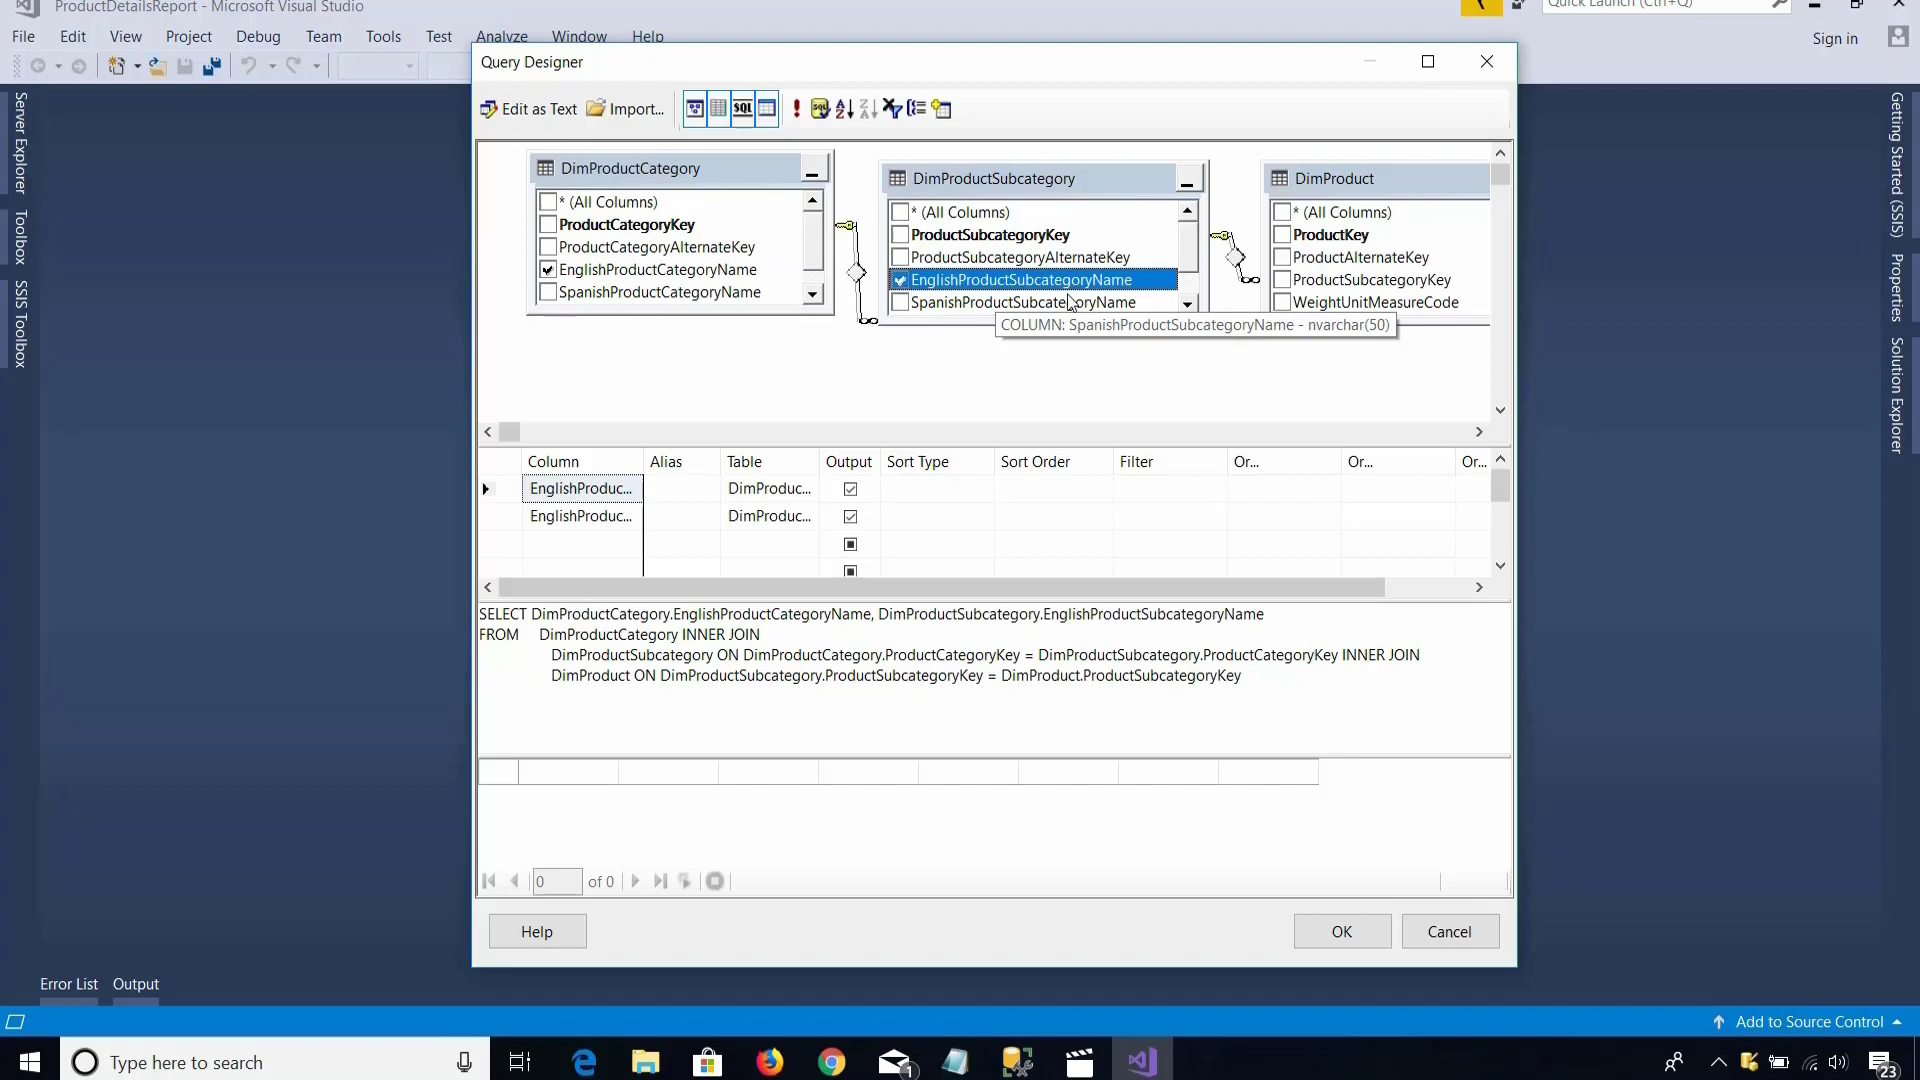 ProductDetailsReport - Microsoft Visual Studio
Quick Launch (Ctrl+Q)
File Edit View Project Debug Team Tools Test Analyze Window Help
Sign in
Server Explorer
Toolbox
SSIS Toolbox
Getting Started (SSIS)
Properties
Solution Explorer
Query Designer
Edit as Text Import... SQL
DimProductCategory
* (All Columns)
ProductCategoryKey
ProductCategoryAlternateKey
EnglishProductCategoryName
SpanishProductCategoryName
DimProductSubcategory
* (All Columns)
ProductSubcategoryKey
ProductSubcategoryAlternateKey
EnglishProductSubcategoryName
SpanishProductSubcategoryName
COLUMN: SpanishProductSubcategoryName - nvarchar(50)
DimProduct
* (All Columns)
ProductKey
ProductAlternateKey
ProductSubcategoryKey
WeightUnitMeasureCode
Column Alias Table Output Sort Type Sort Order Filter Or... Or... Or...
EnglishProduc... DimProduc...
EnglishProduc... DimProduc...
SELECT DimProductCategory.EnglishProductCategoryName, DimProductSubcategory.EnglishProductSubcategoryName
FROM DimProductCategory INNER JOIN
DimProductSubcategory ON DimProductCategory.ProductCategoryKey = DimProductSubcategory.ProductCategoryKey INNER JOIN
DimProduct ON DimProductSubcategory.ProductSubcategoryKey = DimProduct.ProductSubcategoryKey
0 of 0
Help OK Cancel
Error List Output
Add to Source Control
Type here to search
1
23